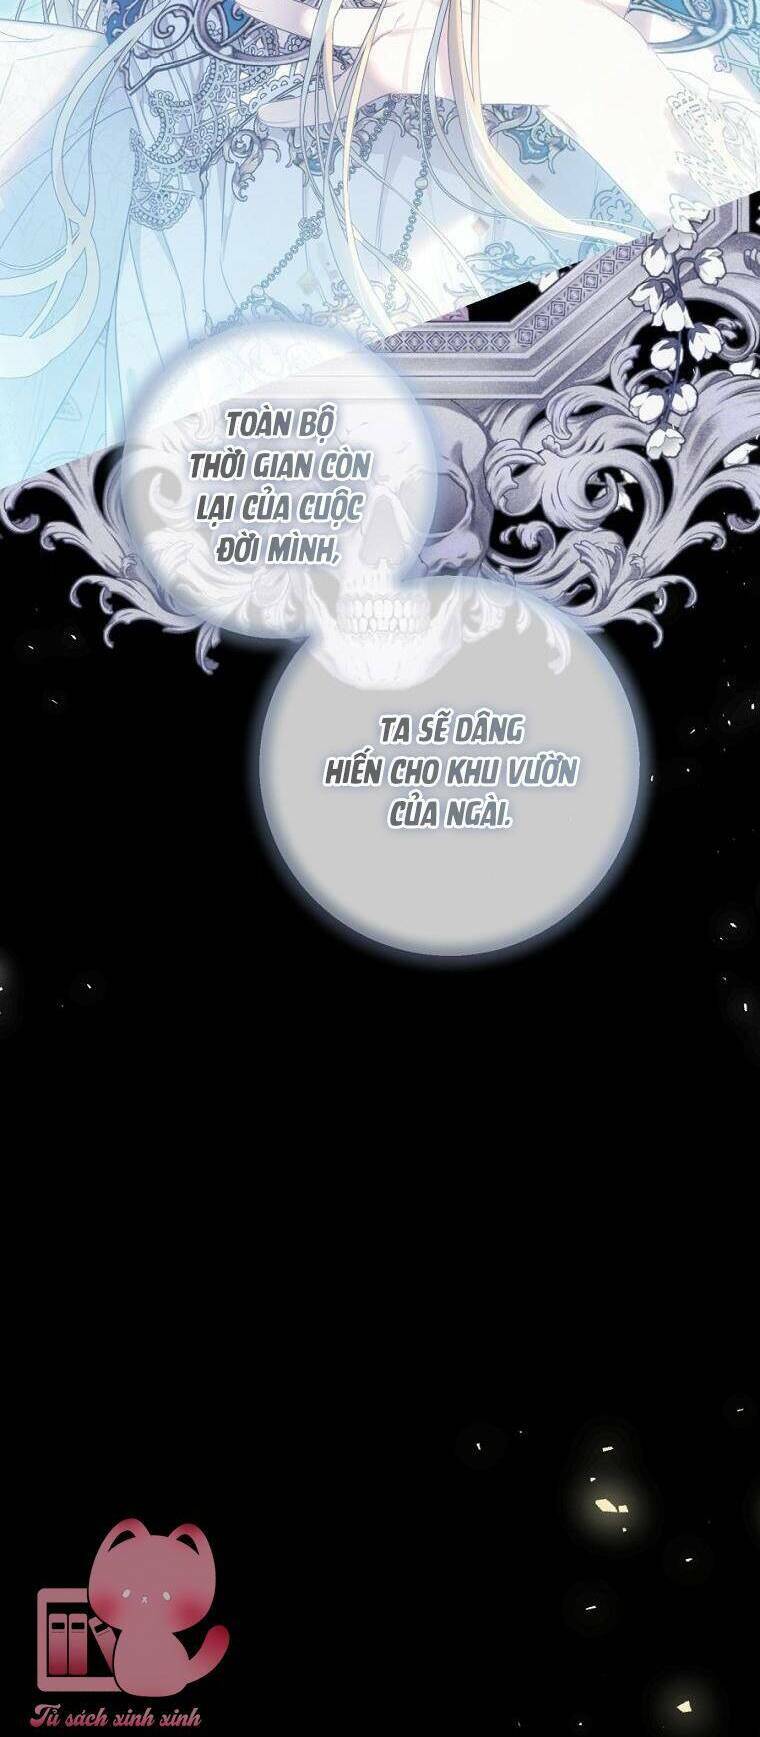 TOÀN BỘ
THỜI GIAN CÒN
LẠI CỦA CUỘC
ĐỜI MÌNH,
TA SẼ DÂNG
HIẾN CHO KHU VƯỜN
CỦA NGÀI.
Tủ sách xinh xinh